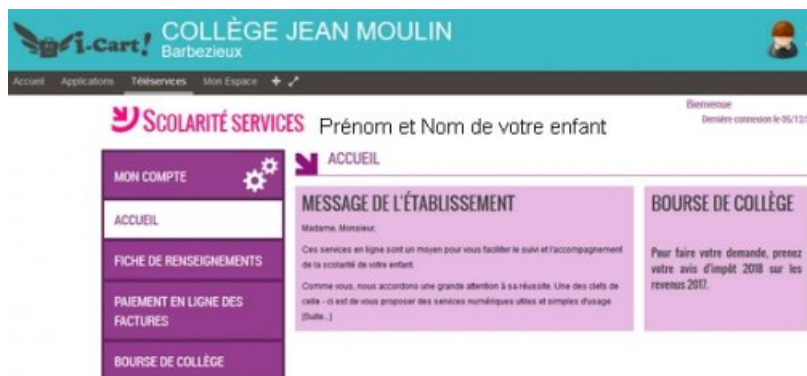 i-Cart!
COLLÈGE JEAN MOULIN
Barbezieux
Accueil Applications Téléservices Mon Espace
SCOLARITÉ SERVICES
Prénom et Nom de votre enfant
Bienvenue
Dernière connexion le 05/12/
MON COMPTE
ACCUEIL
FICHE DE RENSEIGNEMENTS
PAIEMENT EN LIGNE DES
FACTURES
BOURSE DE COLLÈGE
ACCUEIL
MESSAGE DE L'ÉTABLISSEMENT
Madame, Monsieur,
Ces services en ligne sont un moyen pour vous faciliter le suivi et l'accompagnement
de la scolarité de votre enfant.
Comme vous, nous accordons une grande attention à sa réussite. Une des clefs de
celle - ci est de vous proposer des services numériques utiles et simples d'usage
[Suite...]
BOURSE DE COLLÈGE
Pour faire votre demande, prenez
votre avis d'impôt 2018 sur les
revenus 2017.